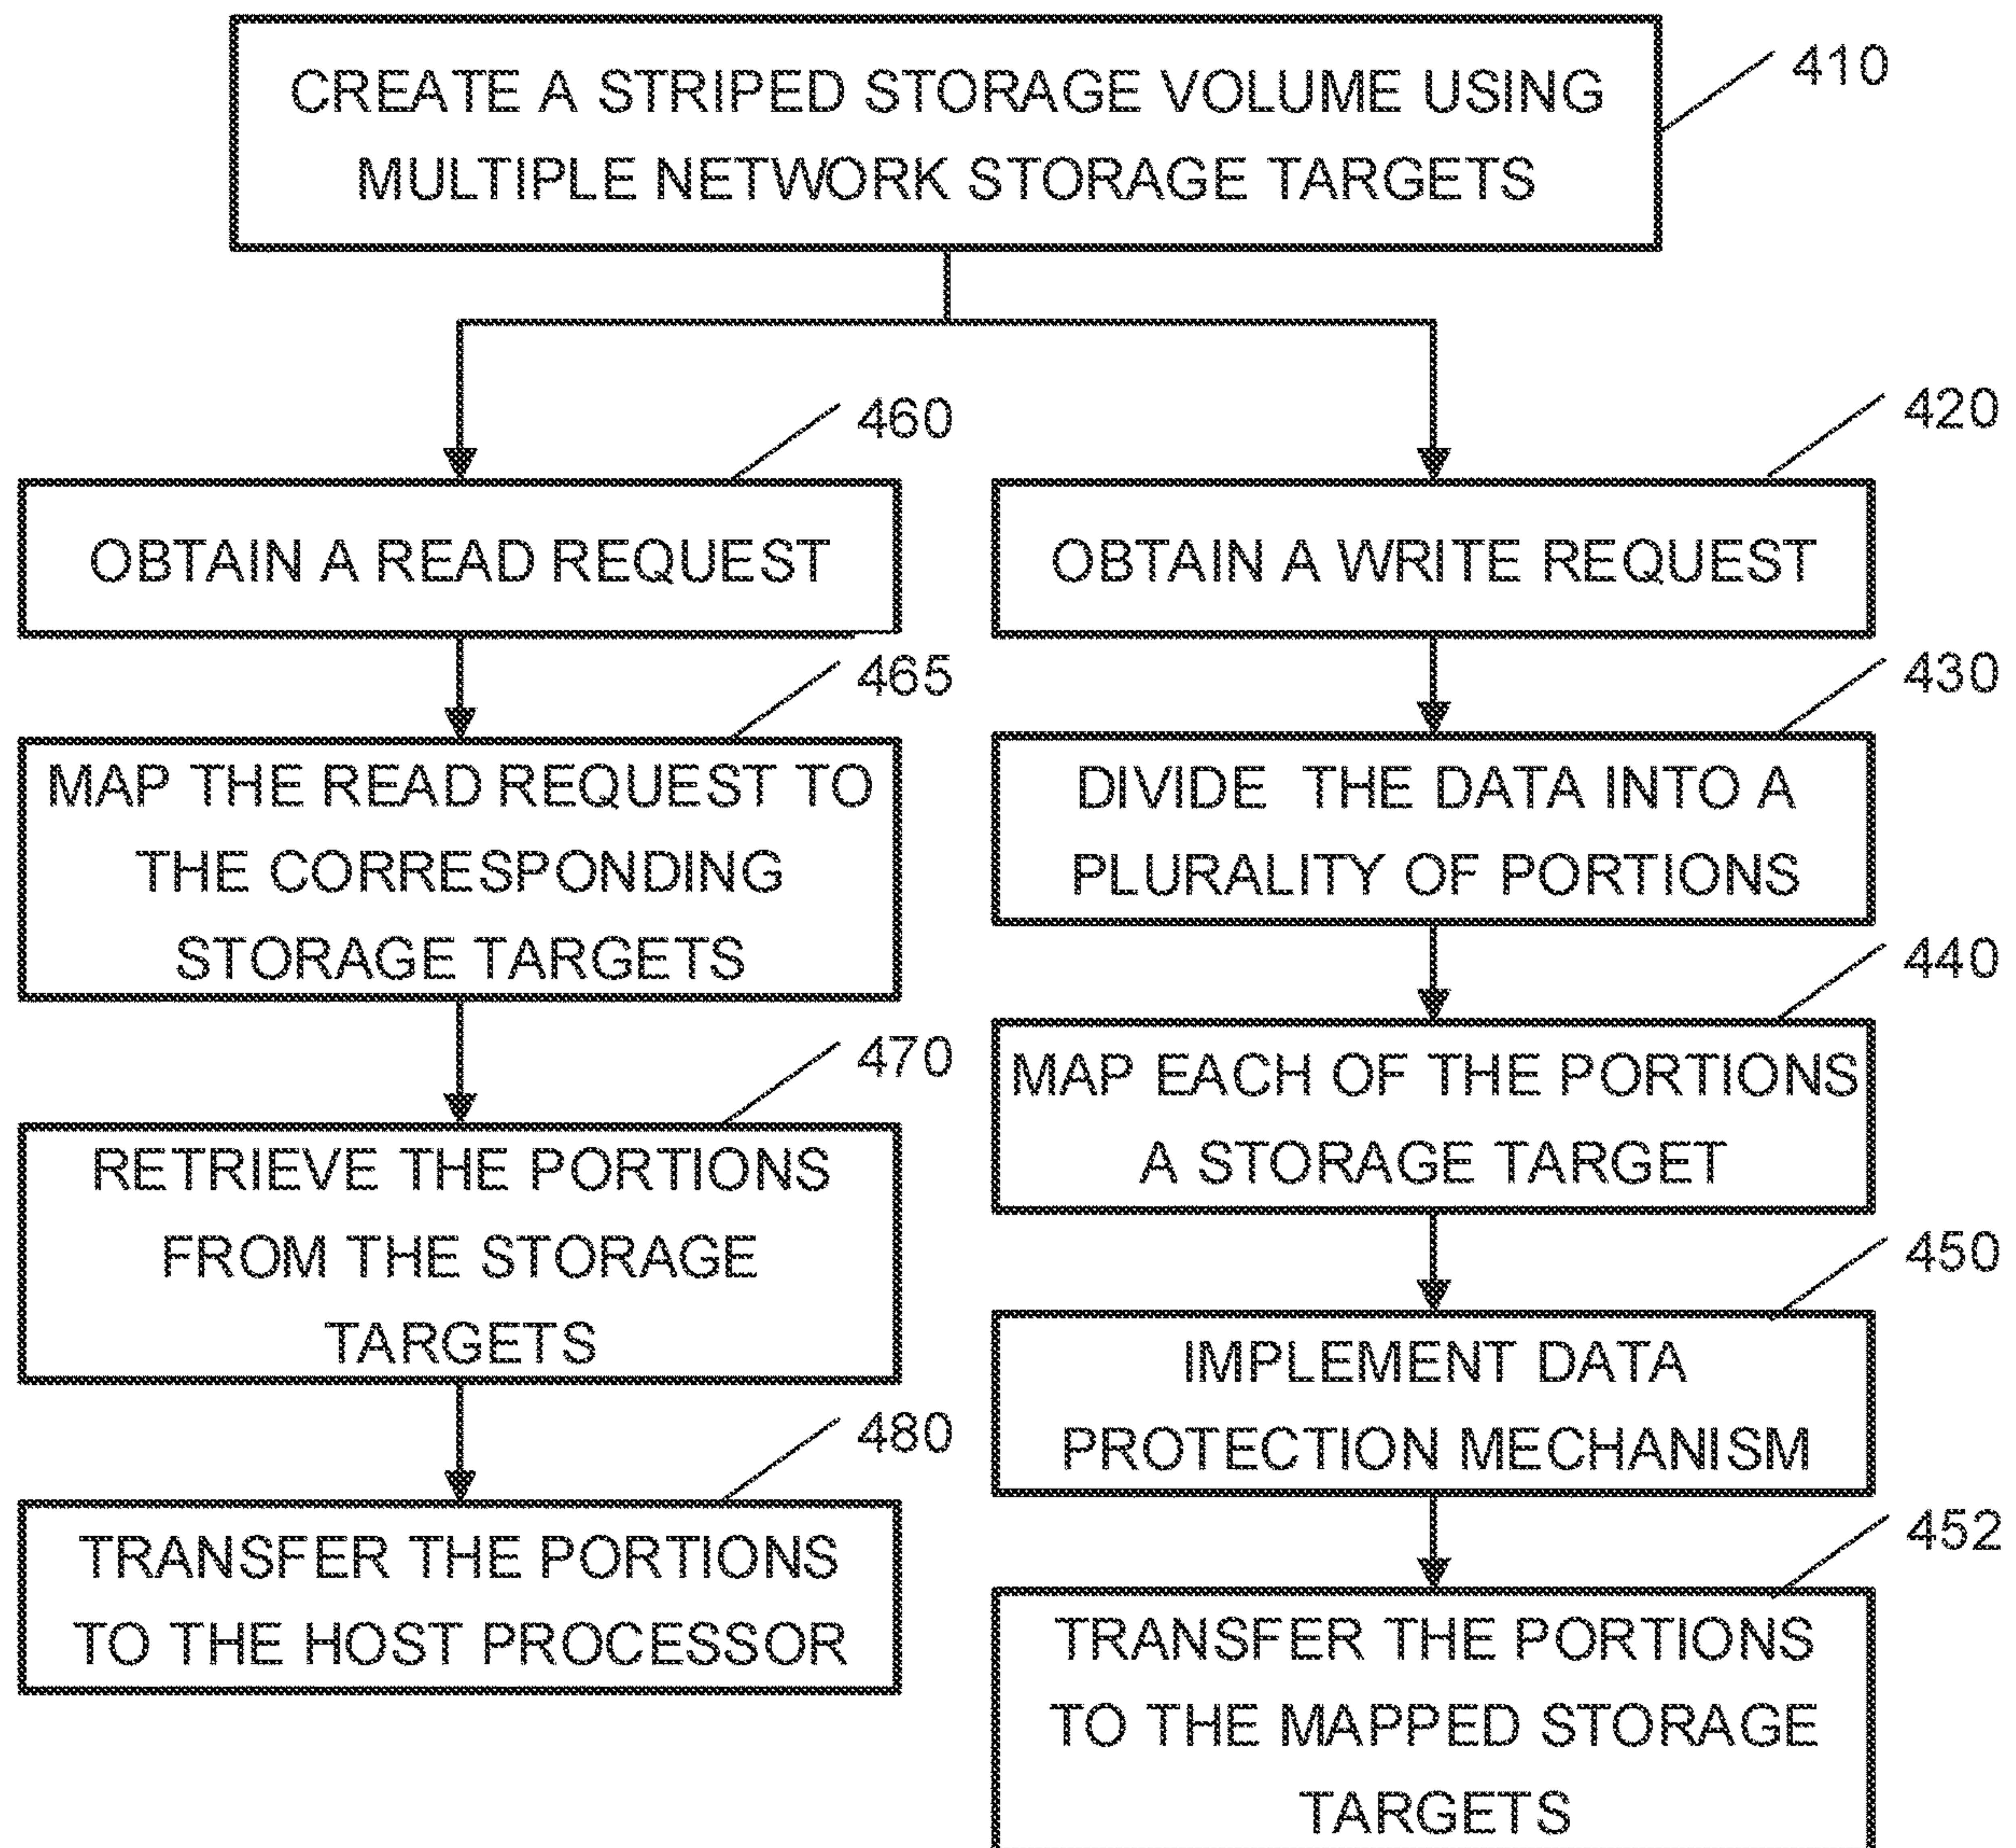 CREATE A STRIPED STORAGE VOLUME USING
MULTIPLE NETWORK STORAGE TARGETS
410
460
OBTAIN A READ REQUEST
465
MAP THE READ REQUEST TO
THE CORRESPONDING
STORAGE TARGETS
470
RETRIEVE THE PORTIONS
FROM THE STORAGE
TARGETS
480
TRANSFER THE PORTIONS
TO THE HOST PROCESSOR
420
OBTAIN A WRITE REQUEST
430
DIVIDE THE DATA INTO A
PLURALITY OF PORTIONS
440
MAP EACH OF THE PORTIONS
A STORAGE TARGET
450
IMPLEMENT DATA
PROTECTION MECHANISM
452
TRANSFER THE PORTIONS
TO THE MAPPED STORAGE
TARGETS